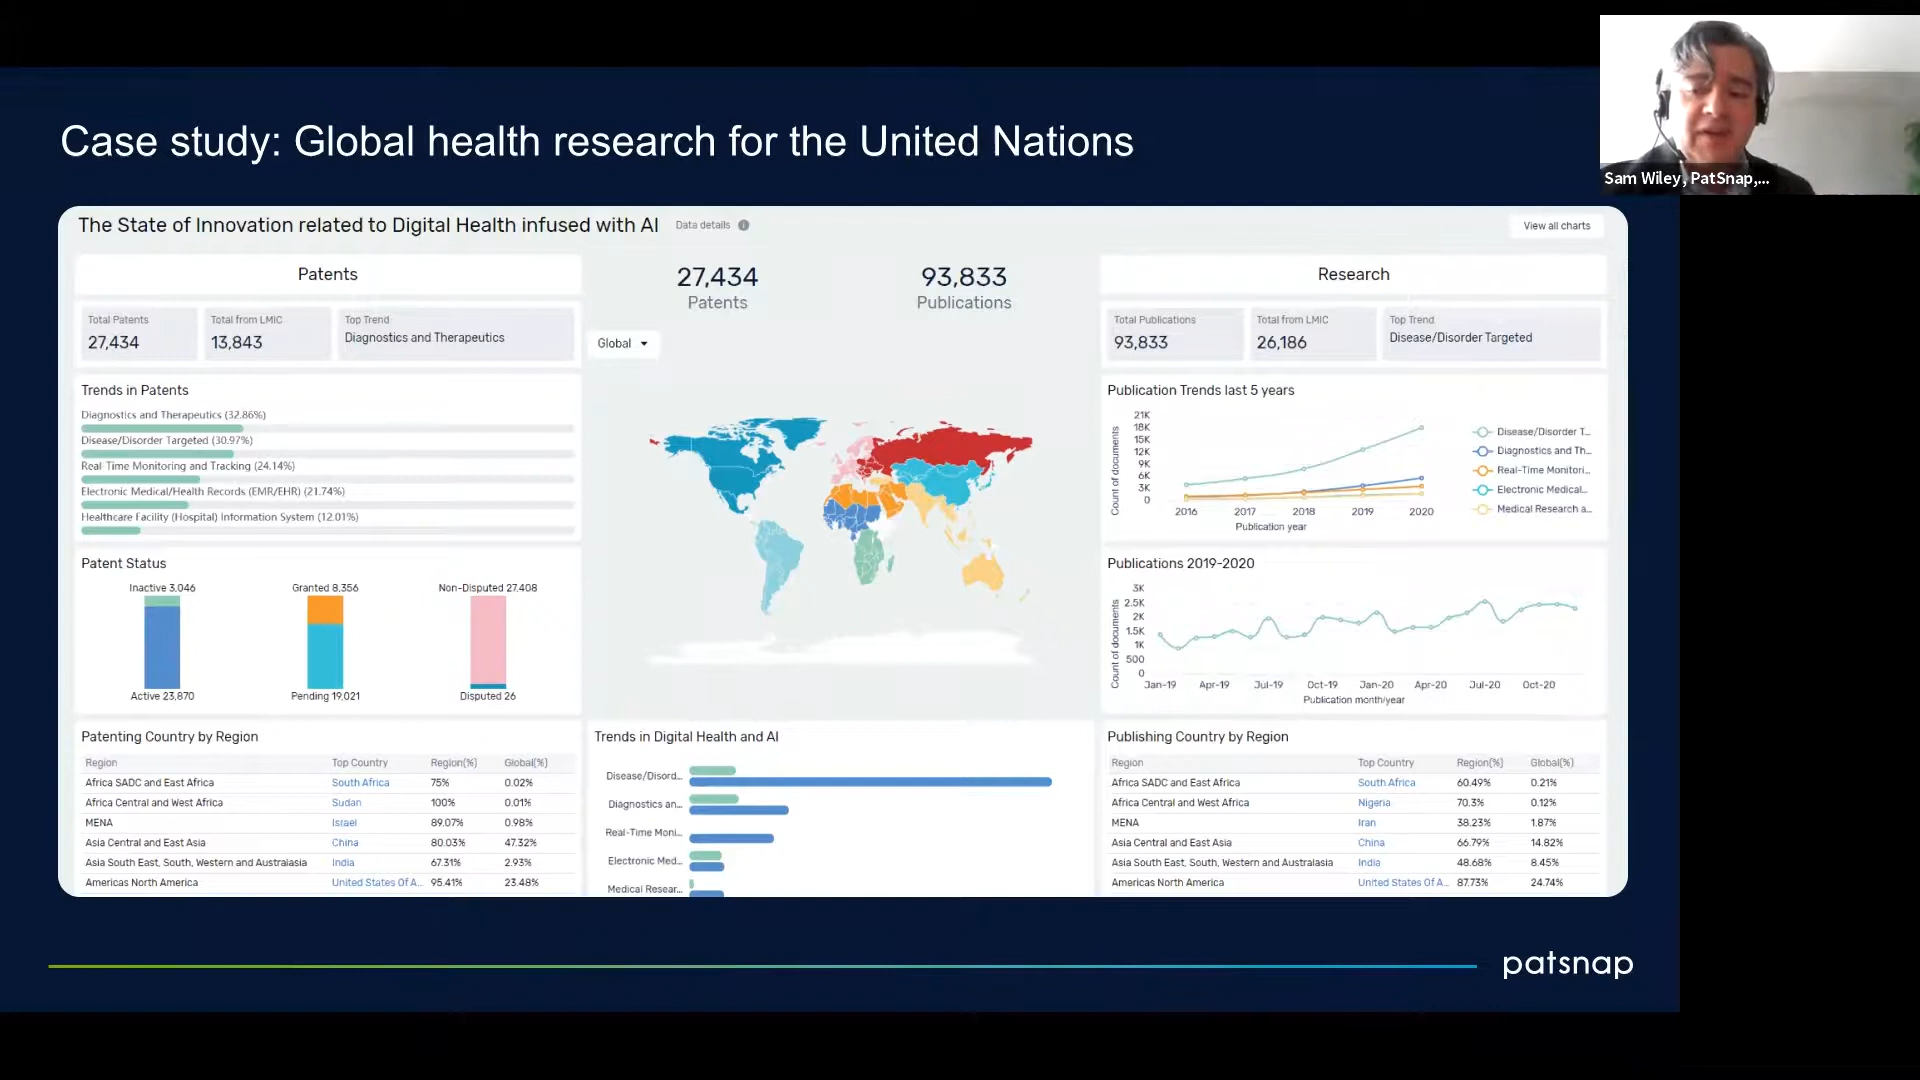 Sam Wiley, PatSnap,...
Case study: Global health research for the United Nations
The State of Innovation related to Digital Health infused with AI
Data details
View all charts
Patents
Total Patents
27,434
Total from LMIC
13,843
Top Trend
Diagnostics and Therapeutics
Trends in Patents
Diagnostics and Therapeutics (32.86%)
Disease/Disorder Targeted (30.97%)
Real-Time Monitoring and Tracking (24.14%)
Electronic Medical/Health Records (EMR/EHR) (21.74%)
Healthcare Facility (Hospital) Information System (12.01%)
Patent Status
Inactive 3,046
Granted 8,356
Non-Disputed 27,408
Active 23,870
Pending 19,021
Disputed 26
Patenting Country by Region
Region Top Country Region(%) Global(%)
Africa SADC and East Africa South Africa 75% 0.02%
Africa Central and West Africa Sudan 100% 0.01%
MENA Israel 89.07% 0.98%
Asia Central and East Asia China 80.03% 47.32%
Asia South East, South, Western and Australasia India 67.31% 2.93%
Americas North America United States Of A... 95.41% 23.48%
27,434
Patents
93,833
Publications
Global
Trends in Digital Health and AI
Disease/Disord...
Diagnostics an...
Real-Time Moni...
Electronic Med...
Medical Resear...
Research
Total Publications
93,833
Total from LMIC
26,186
Top Trend
Disease/Disorder Targeted
Publication Trends last 5 years
Count of documents
21K
18K
15K
12K
9K
6K
3K
0
2016 2017 2018 2019 2020
Publication year
Disease/Disorder T...
Diagnostics and Th...
Real-Time Monitori...
Electronic Medical...
Medical Research a...
Publications 2019-2020
Count of documents
3K
2.5K
2K
1.5K
1K
500
0
Jan-19 Apr-19 Jul-19 Oct-19 Jan-20 Apr-20 Jul-20 Oct-20
Publication month/year
Publishing Country by Region
Region Top Country Region(%) Global(%)
Africa SADC and East Africa South Africa 60.49% 0.21%
Africa Central and West Africa Nigeria 70.3% 0.12%
MENA Iran 38.23% 1.87%
Asia Central and East Asia China 66.79% 14.82%
Asia South East, South, Western and Australasia India 48.68% 8.45%
Americas North America United States Of A... 87.73% 24.74%
patsnap